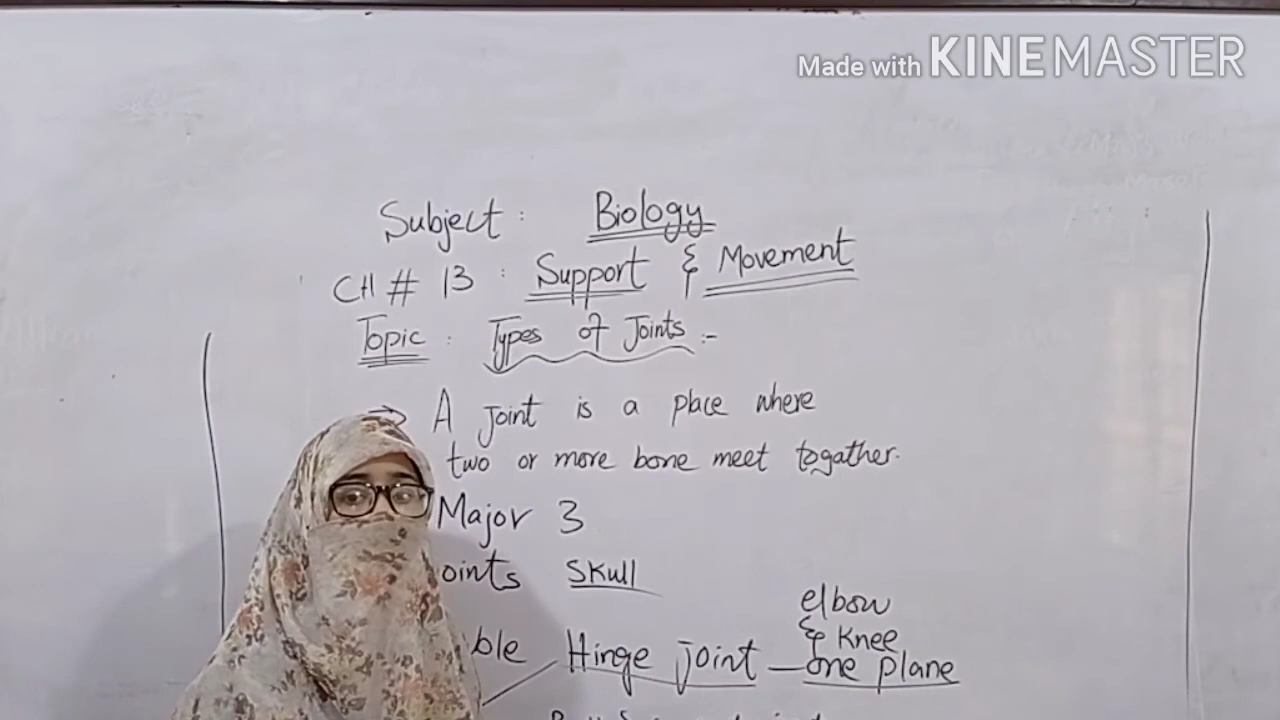 Made with KINEMASTER
Subject : Biology
CH # 13 : Support & Movement
Topic : Types of Joints :-
→ A joint is a place where
two or more bone meet togather.
Major 3
oints Skull
elbow
& Knee
ble Hinge joint — one plane